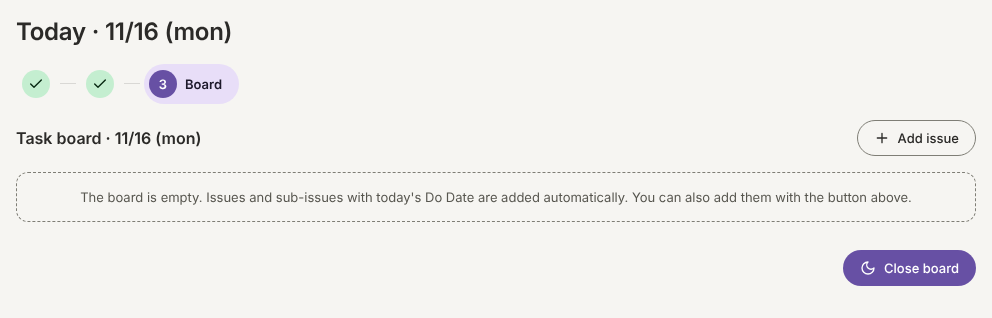 Today · 11/16 (mon)
3 Board
Task board · 11/16 (mon)
Add issue
The board is empty. Issues and sub-issues with today's Do Date are added automatically. You can also add them with the button above.
Close board